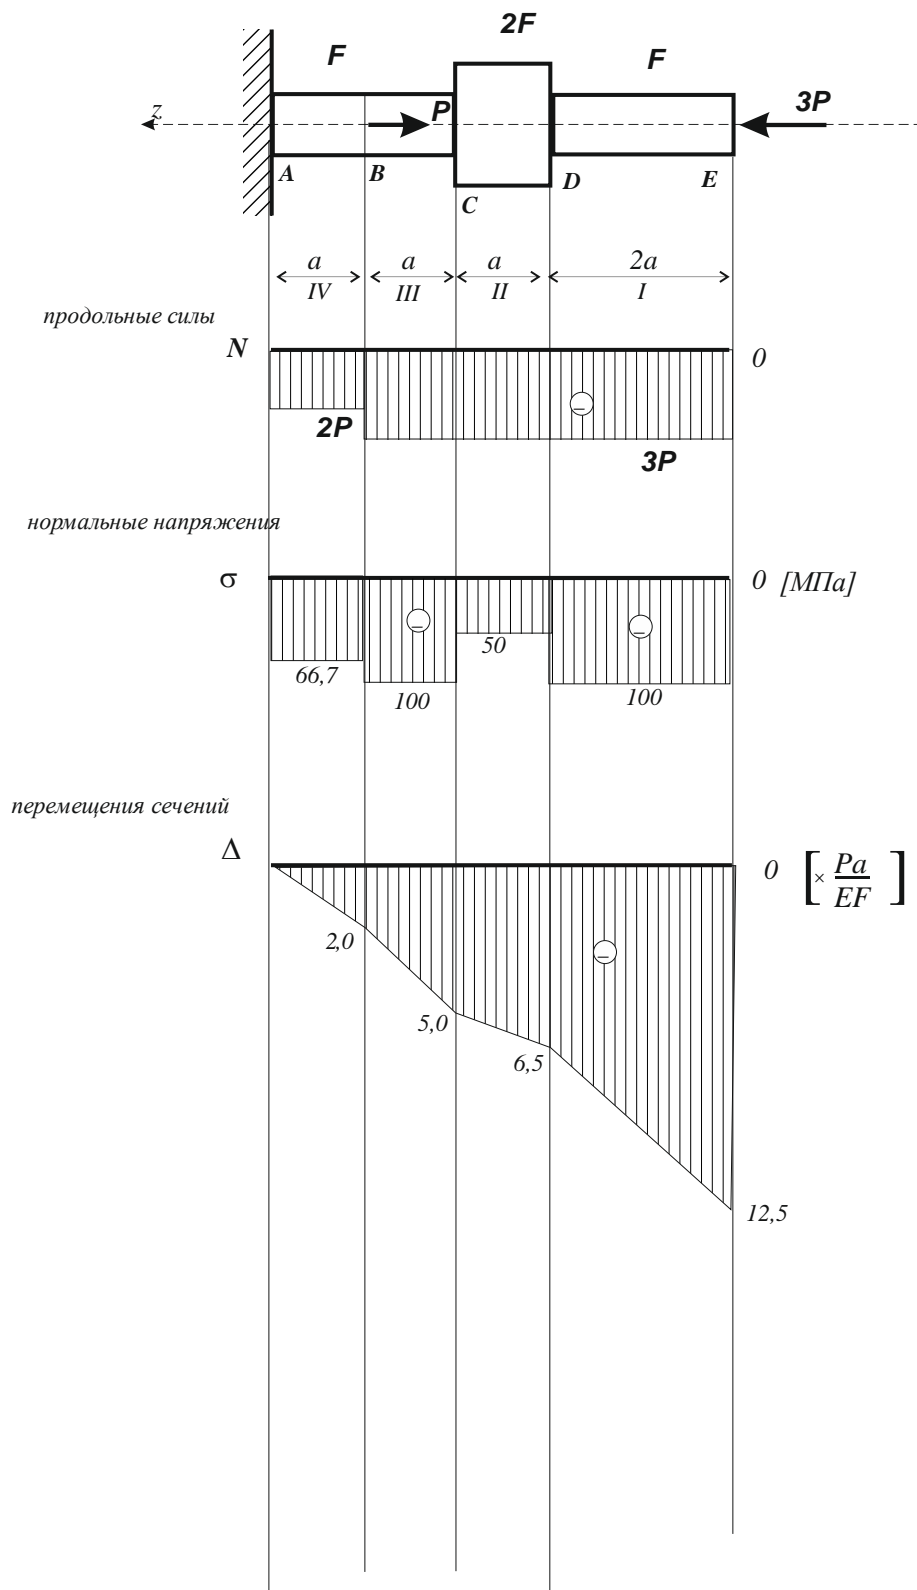 2F
F
F
z
P
3P
A
B
C
D
E
a
a
a
2a
IV
III
II
I
продольные силы
N
0
2P
3P
нормальные напряжения
σ
0 [МПа]
66,7
100
50
100
перемещения сечений
Δ
0 [× Pa/EF]
2,0
5,0
6,5
12,5